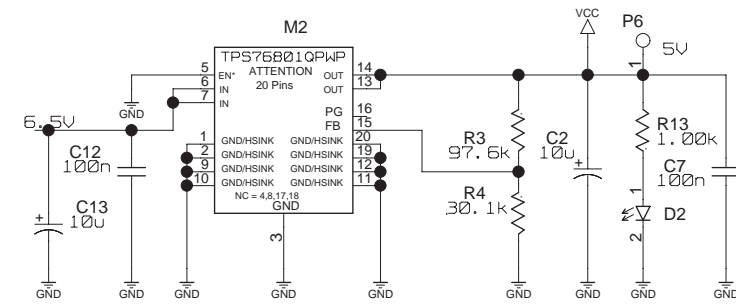 M2
VCC
P6
5V
1
TPS76801QPWP
ATTENTION
20 Pins
5 EN* OUT 14
6 IN OUT 13
7 IN
PG 16
FB 15
1 GND/HSINK GND/HSINK 20
2 GND/HSINK GND/HSINK 19
9 GND/HSINK GND/HSINK 12
10 GND/HSINK GND/HSINK 11
NC = 4,8,17,18
GND
3
GND
6.5V
C12
100n
C13
10u
R3
97.6k
R4
30.1k
C2
10u
R13
1.00k
C7
100n
1
D2
2
GND
GND
GND
GND
GND
GND
GND
GND
GND